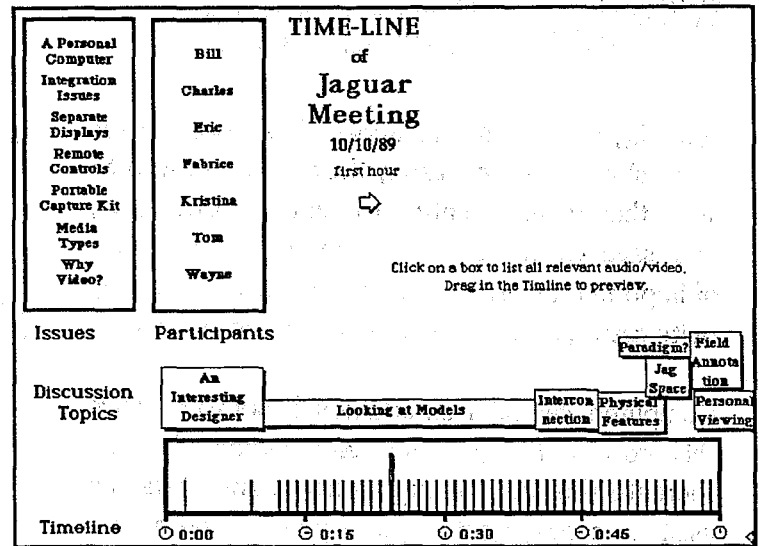 A Personal
Computer
Integration
Issues
Separate
Displays
Remote
Controls
Portable
Capture Kit
Media
Types
Why
Video?
Issues
Bill
Charles
Eric
Fabrice
Kristina
Tom
Wayne
Participants
TIME-LINE
of
Jaguar
Meeting
10/10/89
first hour
Click on a box to list all relevant audio/video.
Drag in the Timline to preview.
Discussion
Topics
An
Interesting
Designer
Looking at Models
Intercon
nection
Physical
Features
Paradigm?
Jag
Space
Field
Annota
tion
Personal
Viewing
Timeline
0:00
0:15
0:30
0:45